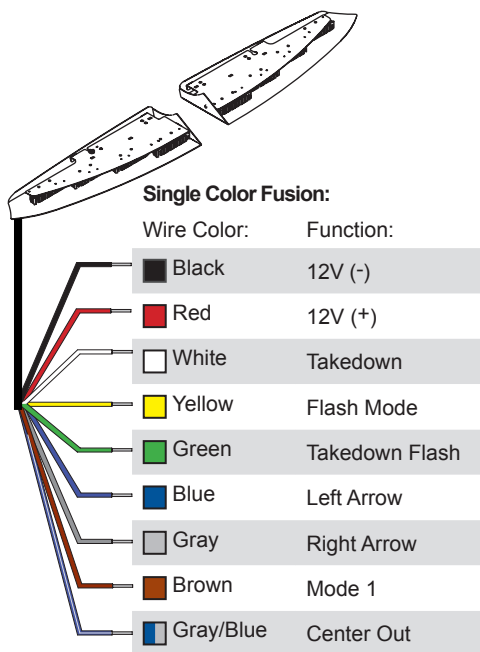 Single Color Fusion:
Wire Color: Function:
Black 12V (-)
Red 12V (+)
White Takedown
Yellow Flash Mode
Green Takedown Flash
Blue Left Arrow
Gray Right Arrow
Brown Mode 1
Gray/Blue Center Out